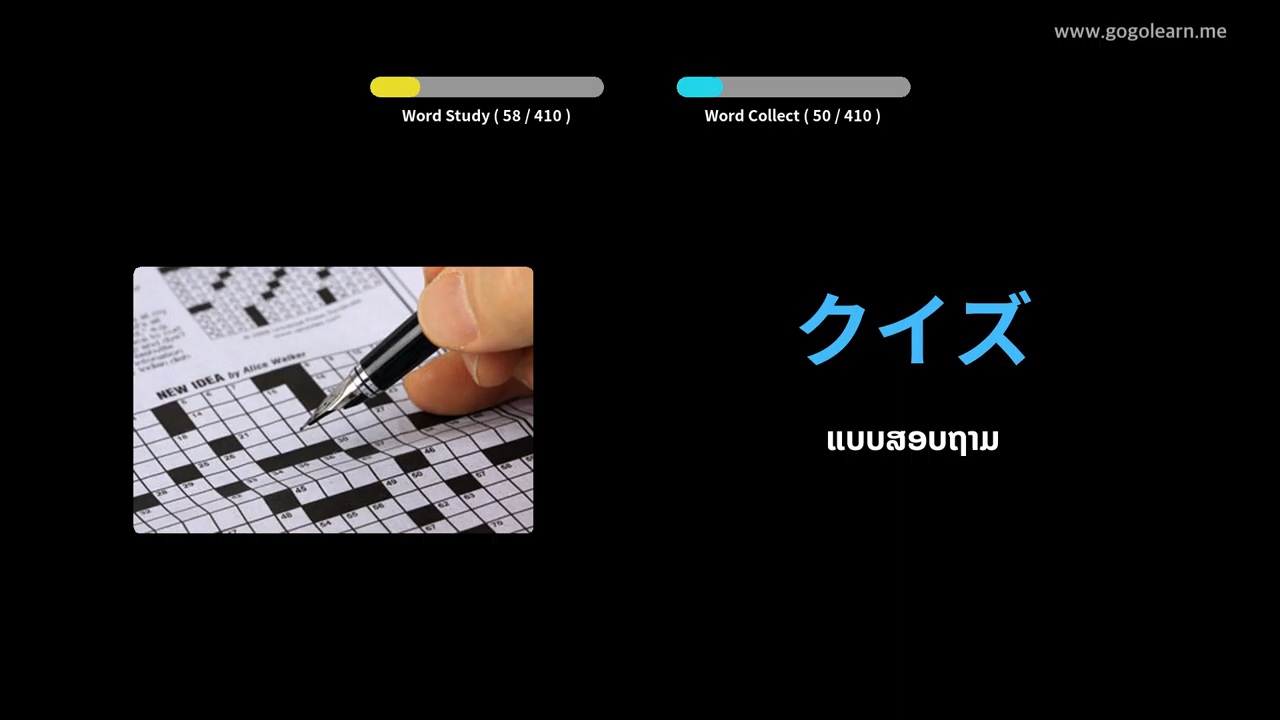 www.gogolearn.me
Word Study ( 58 / 410 )
Word Collect ( 50 / 410 )
NEW IDEA by Alice Walker
クイズ
ແບບສອບຖາມ